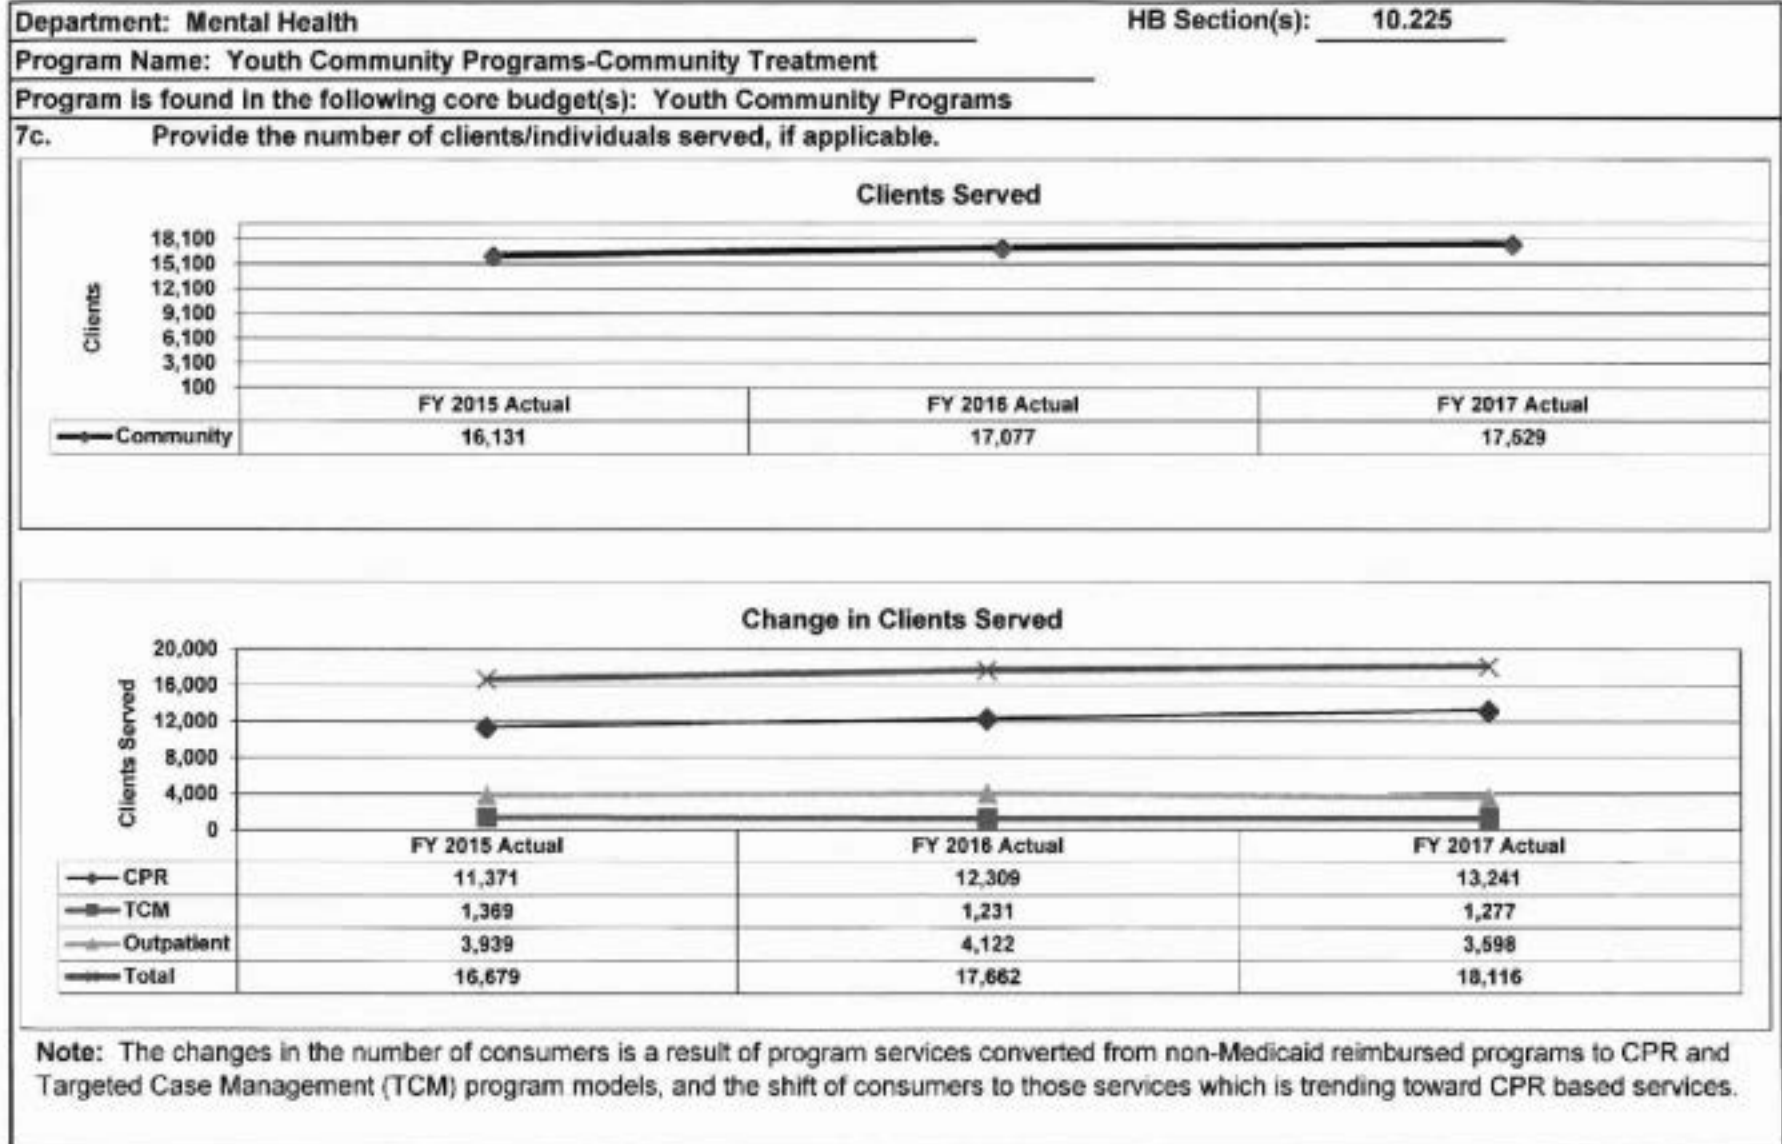 Department: Mental Health HB Section(s): 10.225
Program Name: Youth Community Programs-Community Treatment
Program is found in the following core budget(s): Youth Community Programs
7c. Provide the number of clients/individuals served, if applicable.
Clients Served
Clients
18,100
15,100
12,100
9,100
6,100
3,100
100
FY 2015 Actual FY 2016 Actual FY 2017 Actual
Community 16,131 17,077 17,529
Change in Clients Served
Clients Served
20,000
16,000
12,000
8,000
4,000
0
FY 2015 Actual FY 2016 Actual FY 2017 Actual
CPR 11,371 12,309 13,241
TCM 1,369 1,231 1,277
Outpatient 3,939 4,122 3,598
Total 16,679 17,662 18,116
Note: The changes in the number of consumers is a result of program services converted from non-Medicaid reimbursed programs to CPR and
Targeted Case Management (TCM) program models, and the shift of consumers to those services which is trending toward CPR based services.